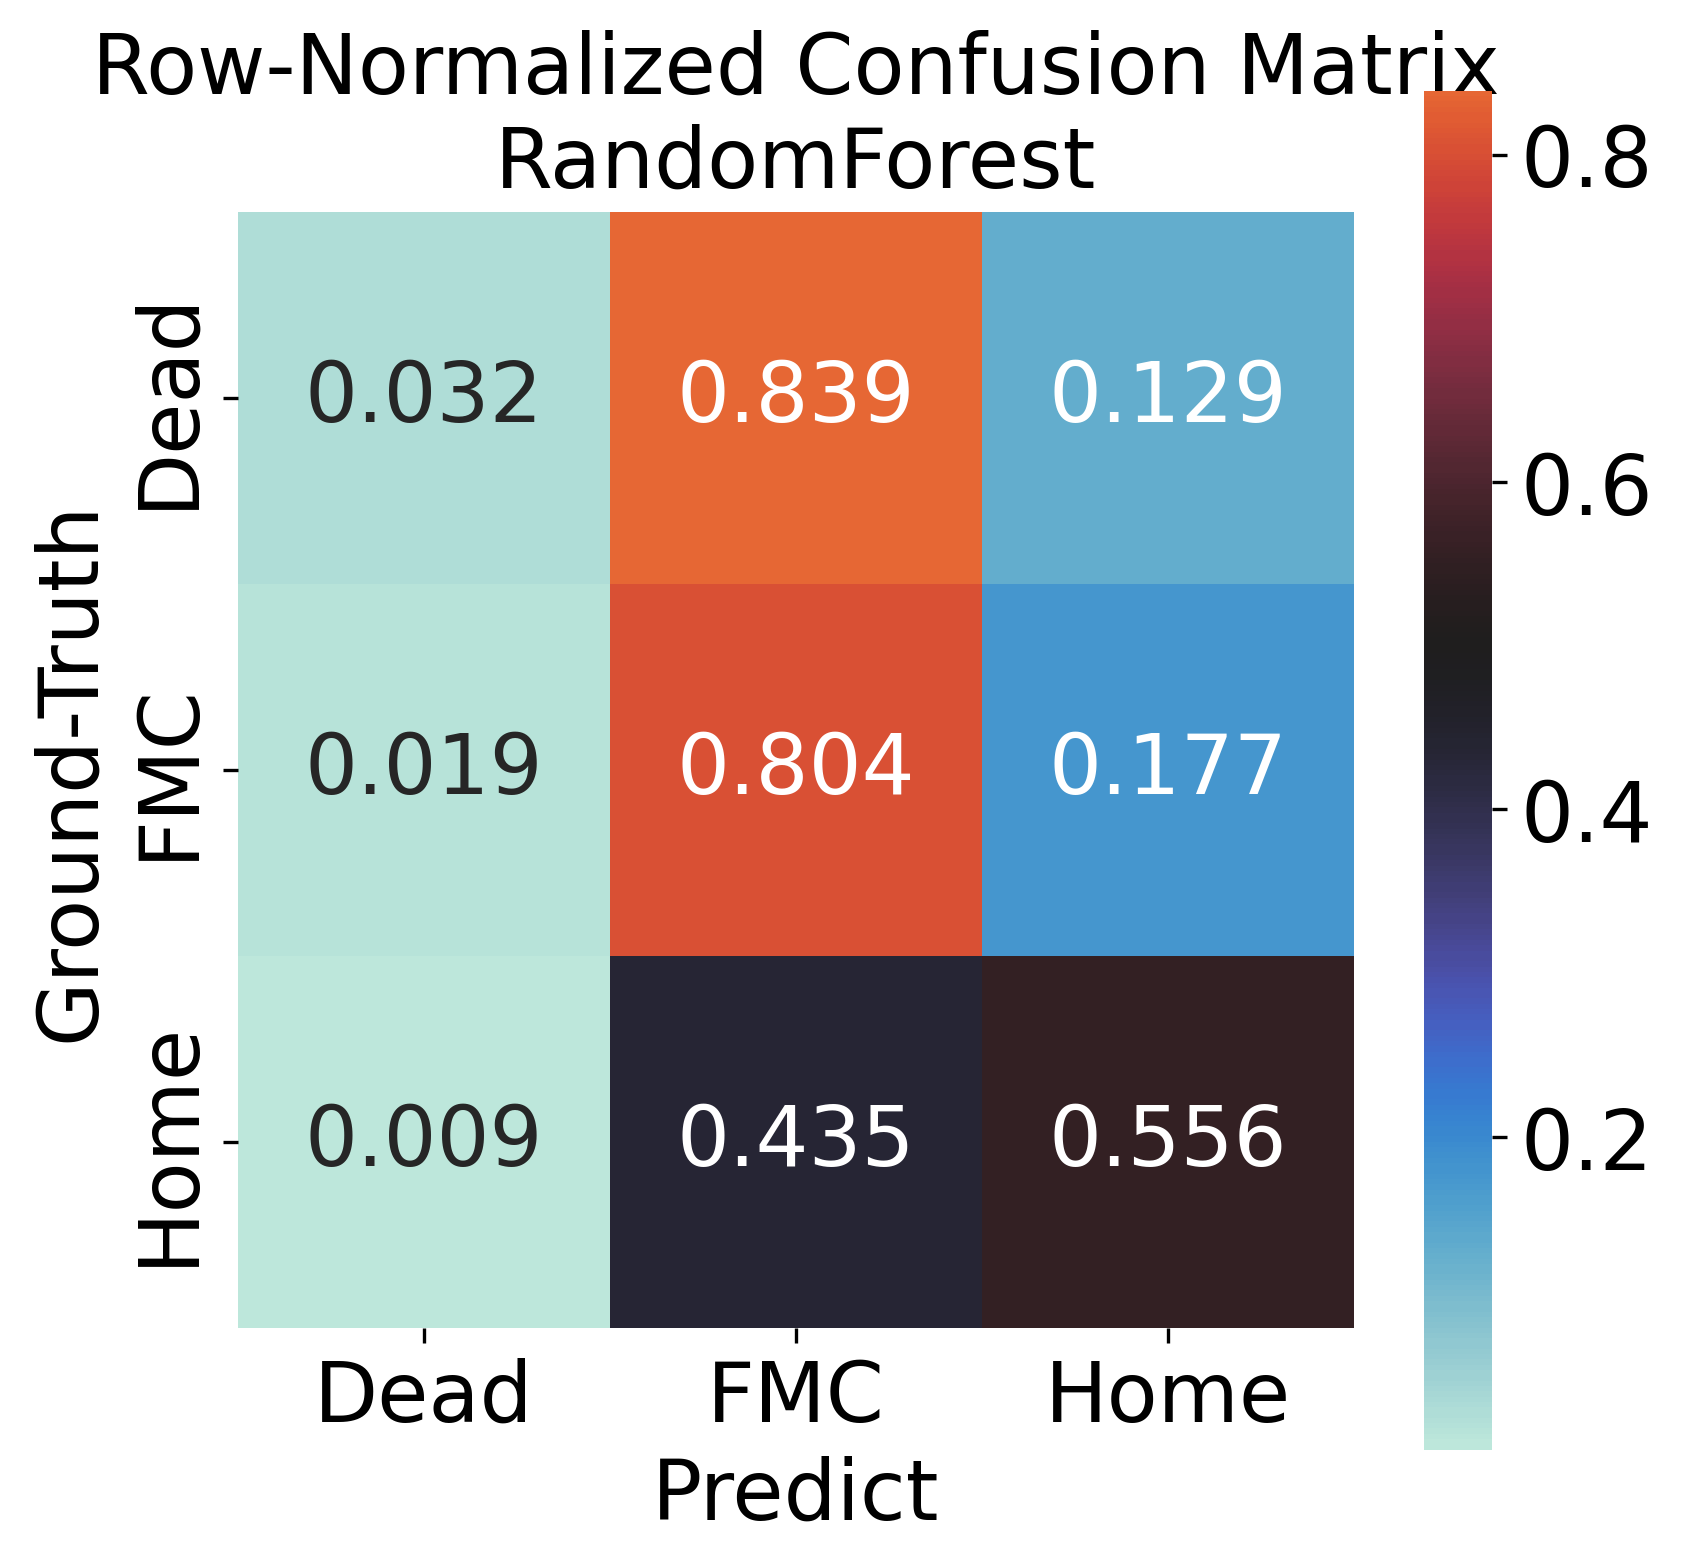 Row-Normalized Confusion Matrix
RandomForest
Ground-Truth
Dead
0.032 0.839 0.129
FMC
0.019 0.804 0.177
Home
0.009 0.435 0.556
Dead FMC Home
Predict
0.8
0.6
0.4
0.2